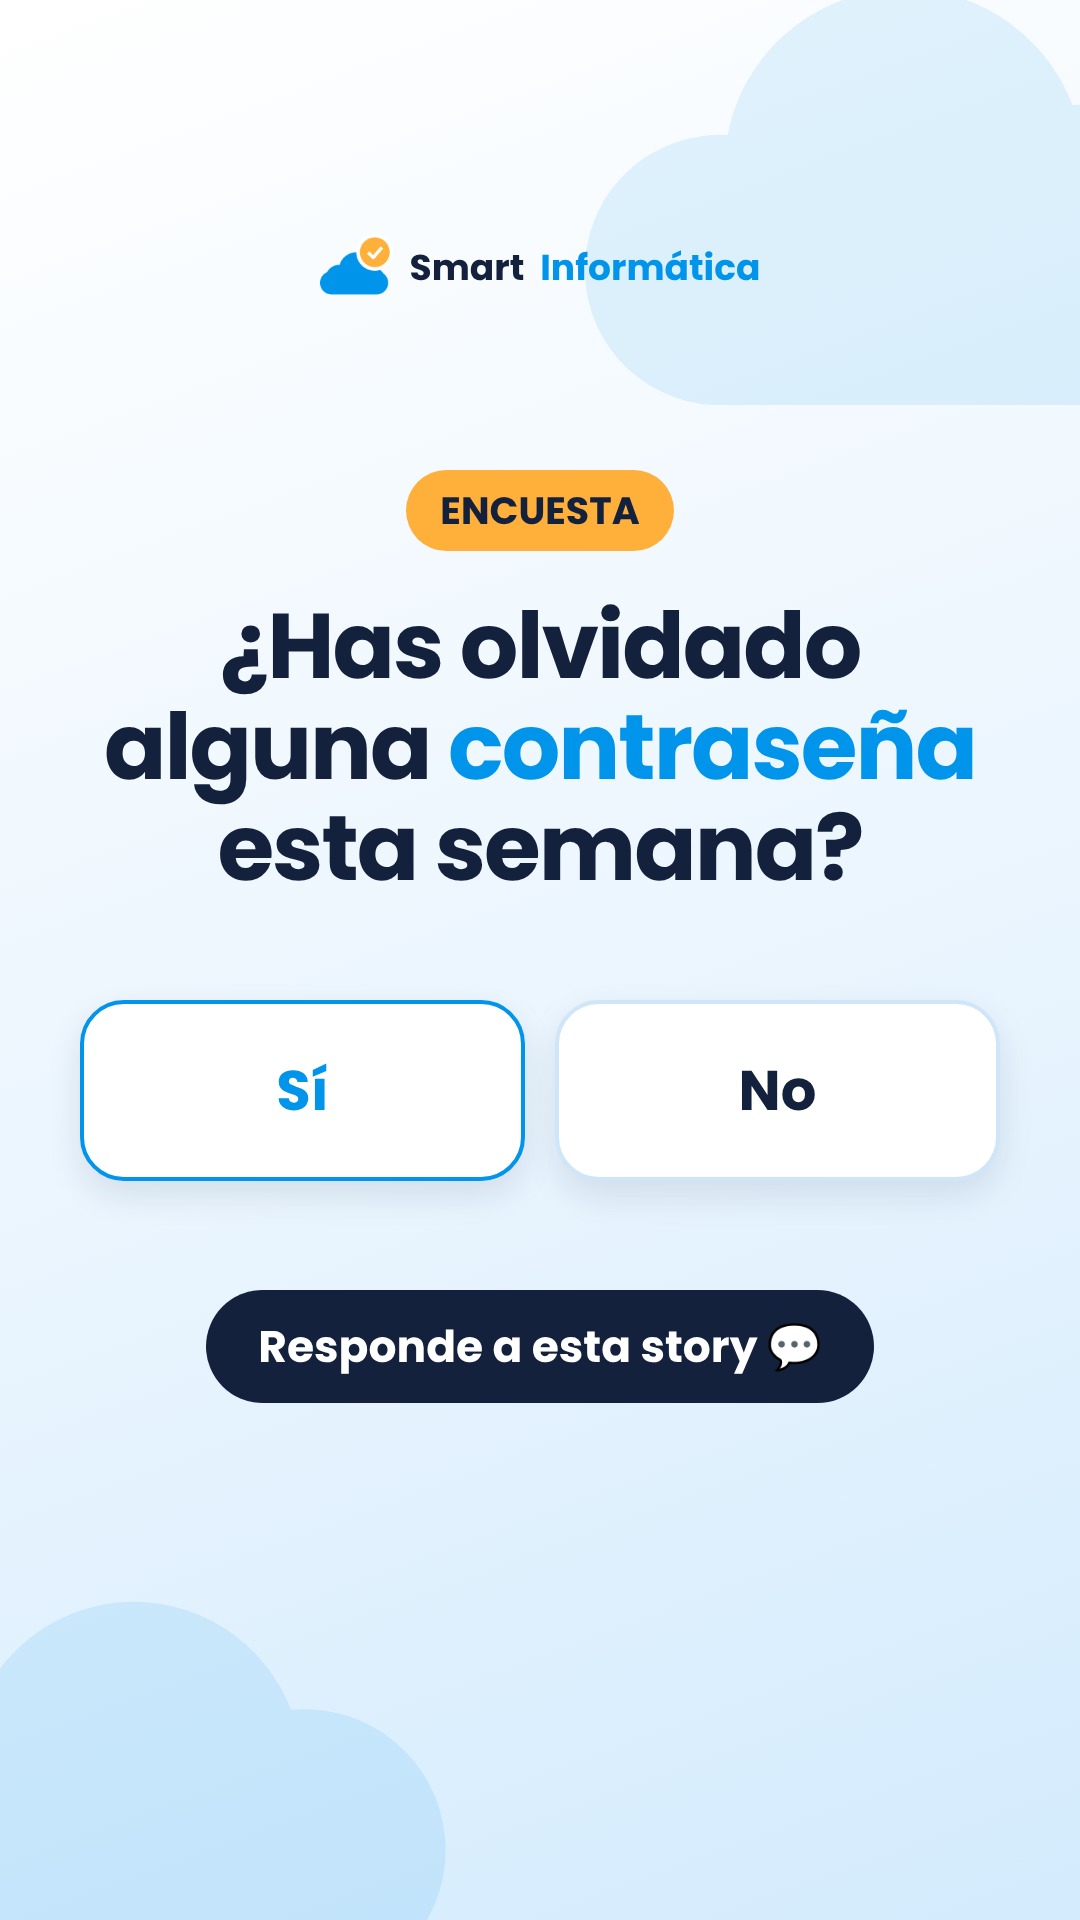 Smart Informática
ENCUESTA
¿Has olvidado
alguna contraseña
esta semana?
Sí
No
Responde a esta story 💬